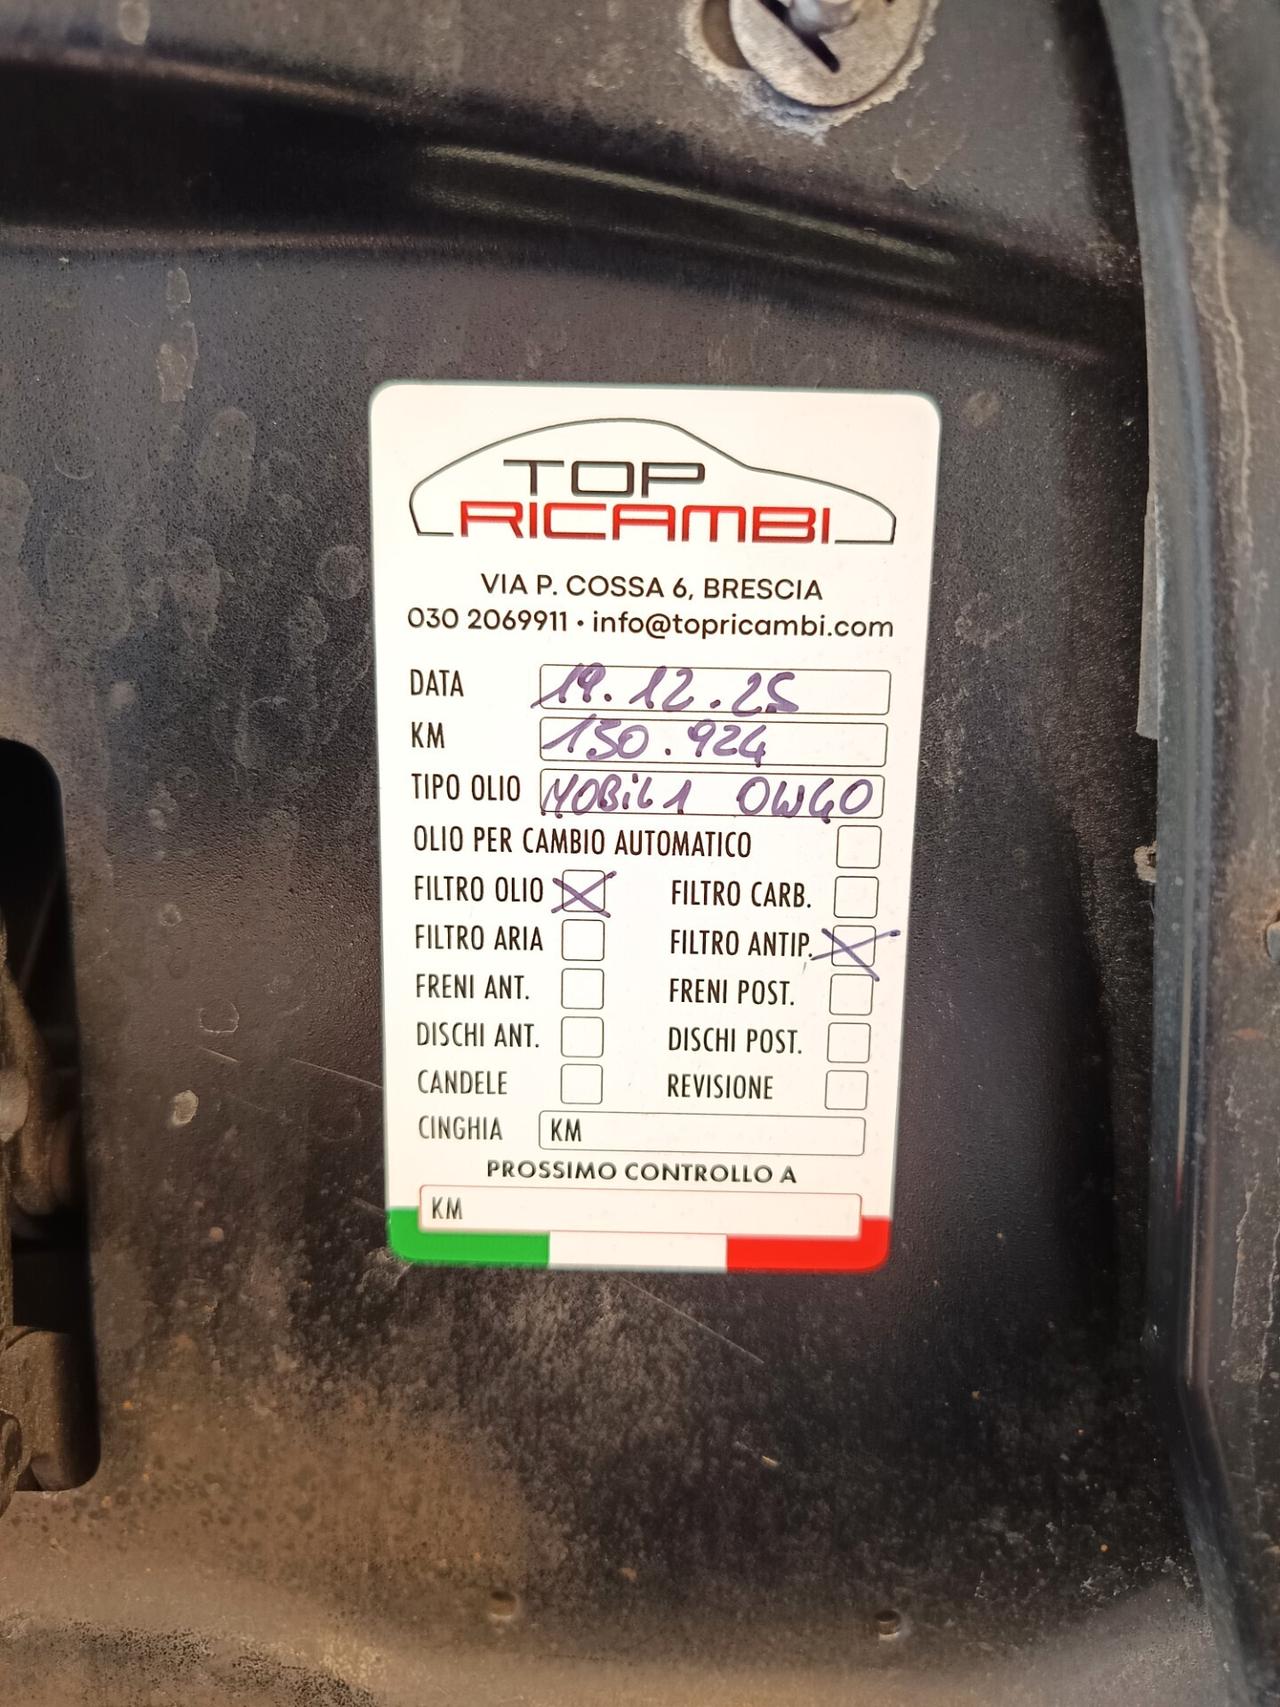 TOP
RICAMBI
VIA P. COSSA 6, BRESCIA
030 2069911 • info@topricambi.com
DATA 19.12.25
KM 150.924
TIPO OLIO MOBIL 1 0W40
OLIO PER CAMBIO AUTOMATICO
FILTRO OLIO X FILTRO CARB.
FILTRO ARIA FILTRO ANTIP. X
FRENI ANT. FRENI POST.
DISCHI ANT. DISCHI POST.
CANDELE REVISIONE
CINGHIA KM
PROSSIMO CONTROLLO A
KM